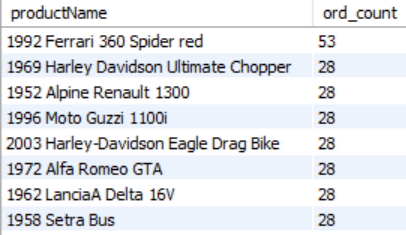 productName ord_count
1992 Ferrari 360 Spider red 53
1969 Harley Davidson Ultimate Chopper 28
1952 Alpine Renault 1300 28
1996 Moto Guzzi 1100i 28
2003 Harley-Davidson Eagle Drag Bike 28
1972 Alfa Romeo GTA 28
1962 LanciaA Delta 16V 28
1958 Setra Bus 28